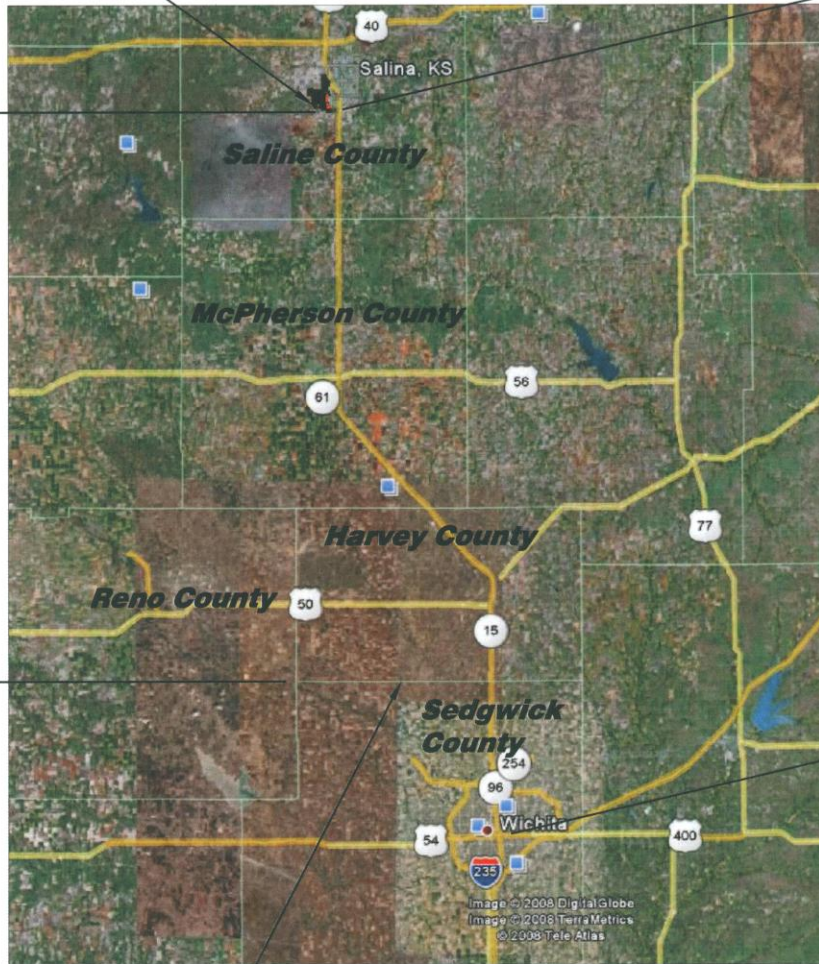 40
Salina, KS
Saline County
McPherson County
56
61
77
Harvey County
Reno County
50
15
Sedgwick
County
254
96
Wichita
54
400
235
Image © 2008 DigitalGlobe
Image © 2008 TerraMetrics
© 2008 Tele Atlas